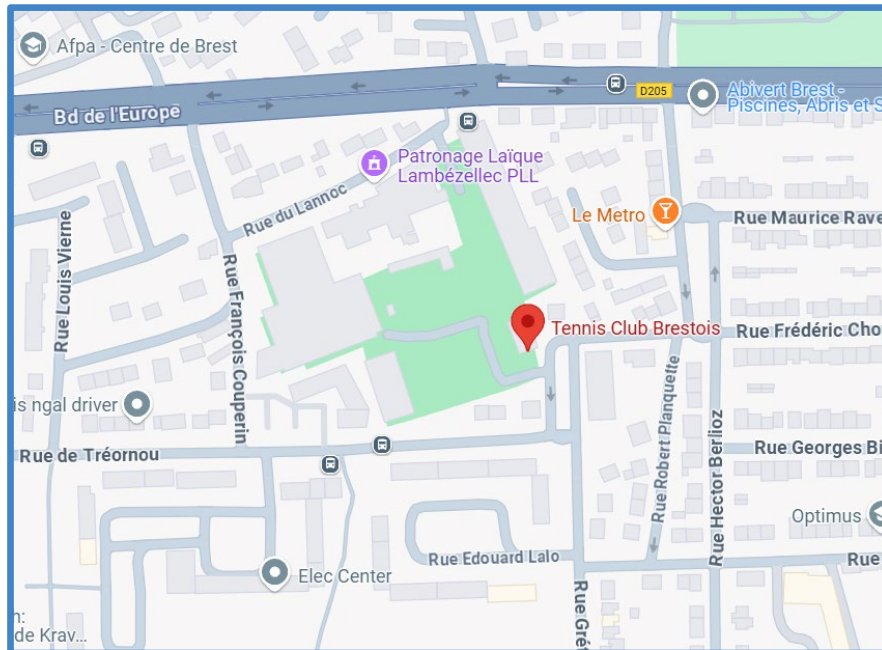 Afpa - Centre de Brest
Bd de l'Europe
D205
Abivert Brest -
Piscines, Abris et S
Patronage Laïque
Lambézellec PLL
Rue du Lannoc
Le Metro
Rue Maurice Rave
Rue Louis Vierne
Rue François Couperin
Tennis Club Brestois
Rue Frédéric Cho
is ngal driver
Rue Robert Planquette
Rue de Tréornou
Rue Hector Berlioz
Rue Georges Bi
Optimus
Rue Edouard Lalo
Rue
Elec Center
Rue Gré
n:
de Krav...